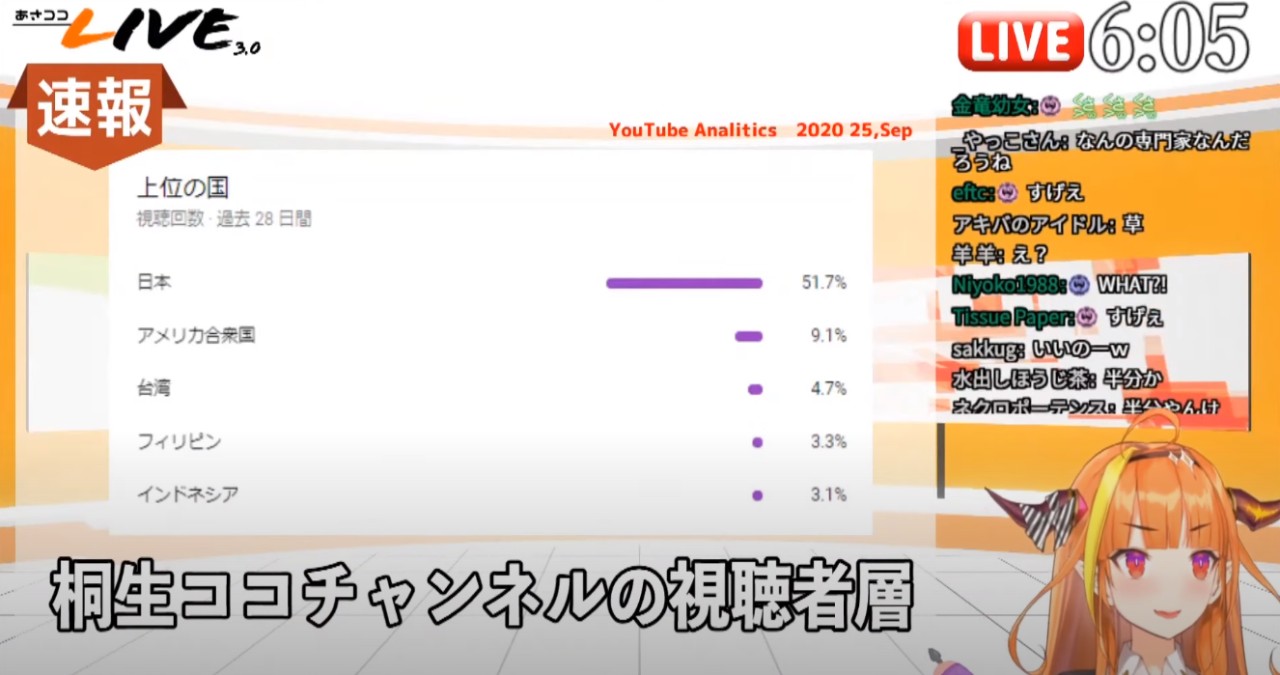 あさココ
LIVE 3.0
LIVE 6:05
速報
YouTube Analitics 2020 25,Sep
上位の国
視聴回数 · 過去 28 日間
日本 51.7%
アメリカ合衆国 9.1%
台湾 4.7%
フィリピン 3.3%
インドネシア 3.1%
金竜幼女:
_やっこさん: なんの専門家なんだ
ろうね
eftc: すげえ
アキバのアイドル: 草
羊羊: え？
Niyoko1988: WHAT?!
Tissue Paper: すげえ
sakkug: いいのーw
水出しほうじ茶: 半分か
ネクロポーテンス: 半分やんけ
桐生ココチャンネルの視聴者層